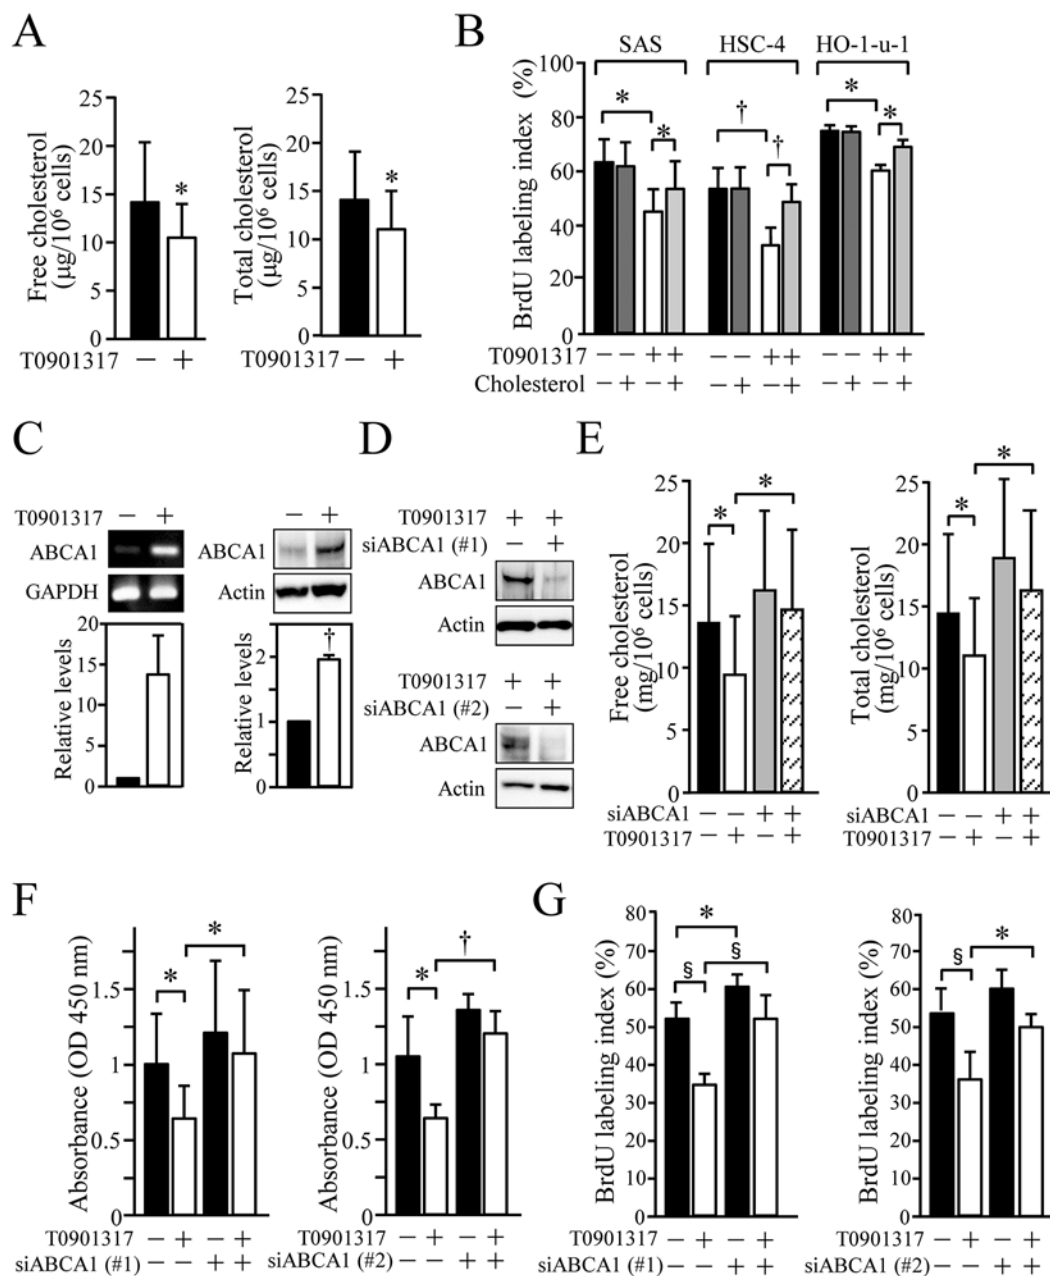 A
Free cholesterol
(μg/10⁶ cells)
25
20
15
10
5
0
*
T0901317 − +
Total cholesterol
(μg/10⁶ cells)
25
20
15
10
5
0
*
T0901317 − +
B
SAS HSC-4 HO-1-u-1
BrdU labeling index (%)
100
80
60
40
20
0
* * † † * *
T0901317 − − + + − − + + − − + +
Cholesterol − + − + − + − + − + − +
C
T0901317 − +
ABCA1
GAPDH
Relative levels
20
15
10
5
0
− +
ABCA1
Actin
Relative levels
2
1
0
†
D
T0901317 + +
siABCA1 (#1) − +
ABCA1
Actin
T0901317 + +
siABCA1 (#2) − +
ABCA1
Actin
E
Free cholesterol
(mg/10⁶ cells)
25
20
15
10
5
0
* *
siABCA1 − − + +
T0901317 − + − +
Total cholesterol
(mg/10⁶ cells)
25
20
15
10
5
0
* *
siABCA1 − − + +
T0901317 − + − +
F
Absorbance (OD 450 nm)
1.5
1
0.5
0
* *
T0901317 − + − +
siABCA1 (#1) − − + +
Absorbance (OD 450 nm)
1.5
1
0.5
0
* †
T0901317 − + − +
siABCA1 (#2) − − + +
G
BrdU labeling index (%)
80
60
50
40
30
20
10
0
* § §
T0901317 − + − +
siABCA1 (#1) − − + +
BrdU labeling index (%)
80
60
50
40
30
20
10
0
§ *
T0901317 − + − +
siABCA1 (#2) − − + +